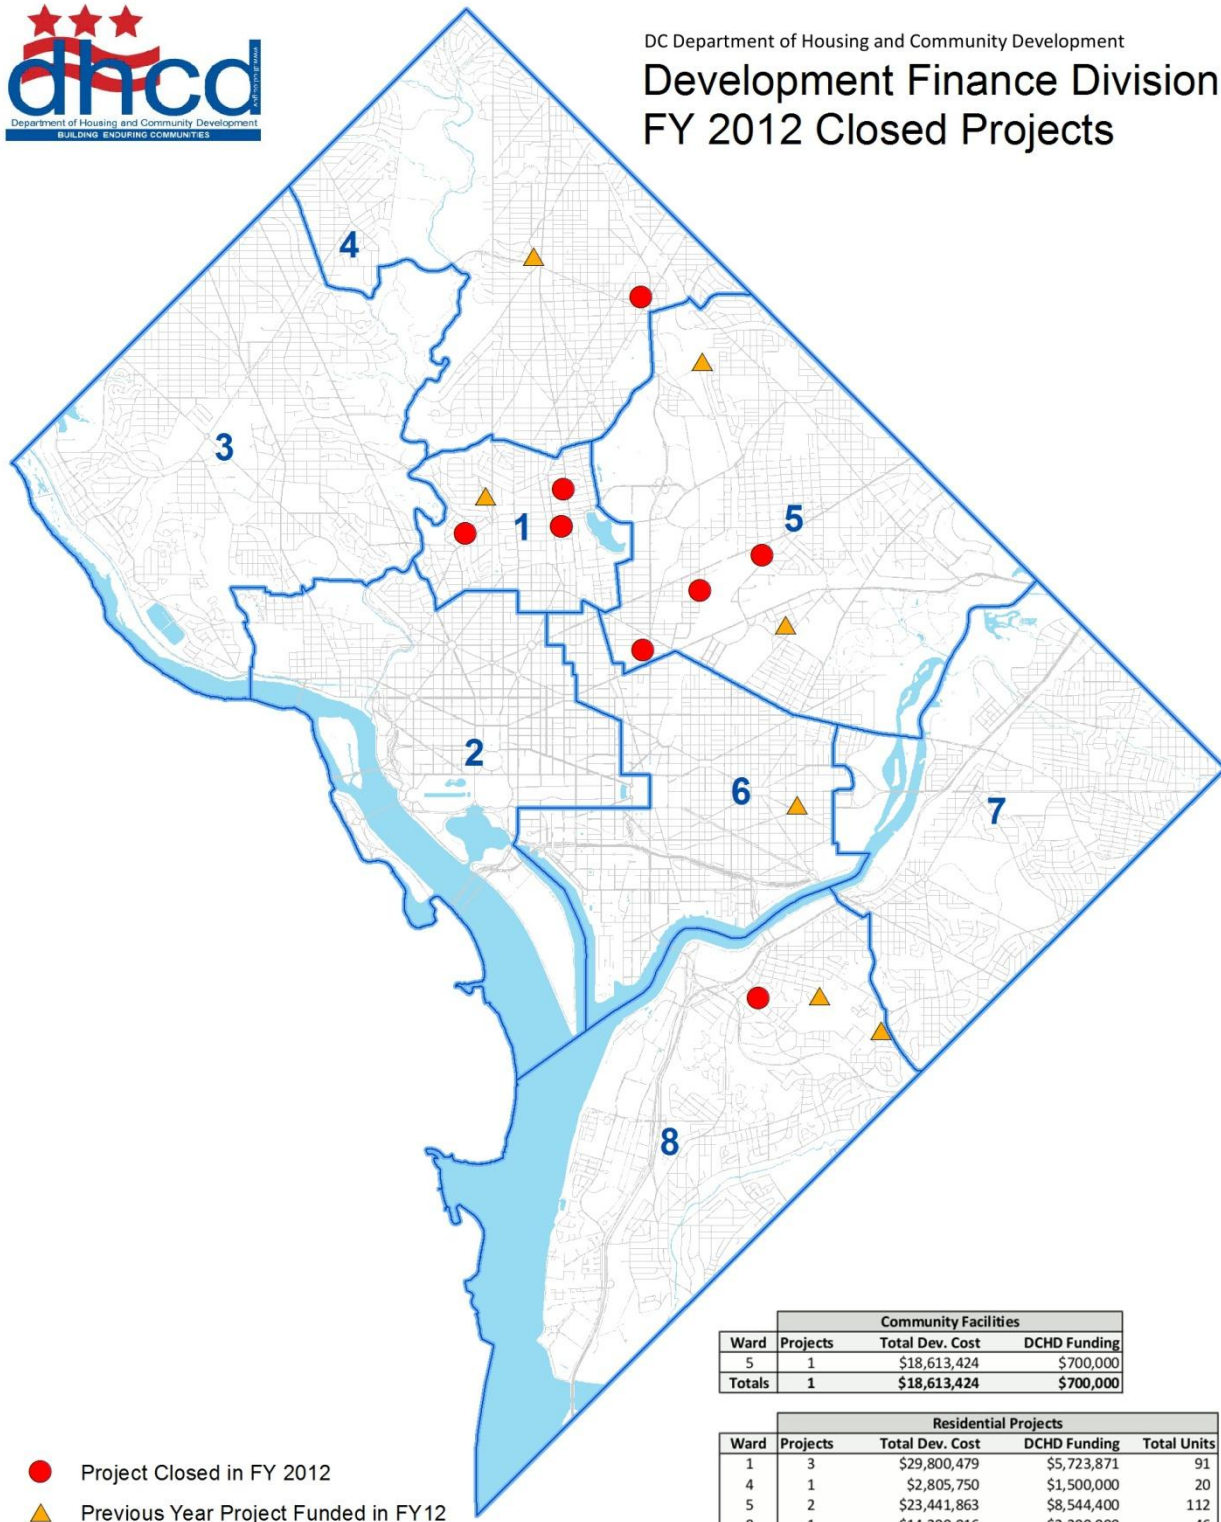 dhcd
Department of Housing and Community Development
BUILDING ENDURING COMMUNITIES
DC Department of Housing and Community Development
Development Finance Division
FY 2012 Closed Projects
4
3
1
5
2
6
7
8
Community Facilities
Ward Projects Total Dev. Cost DCHD Funding
5 1 $18,613,424 $700,000
Totals 1 $18,613,424 $700,000
Residential Projects
Ward Projects Total Dev. Cost DCHD Funding Total Units
1 3 $29,800,479 $5,723,871 91
4 1 $2,805,750 $1,500,000 20
5 2 $23,441,863 $8,544,400 112
Project Closed in FY 2012
Previous Year Project Funded in FY12